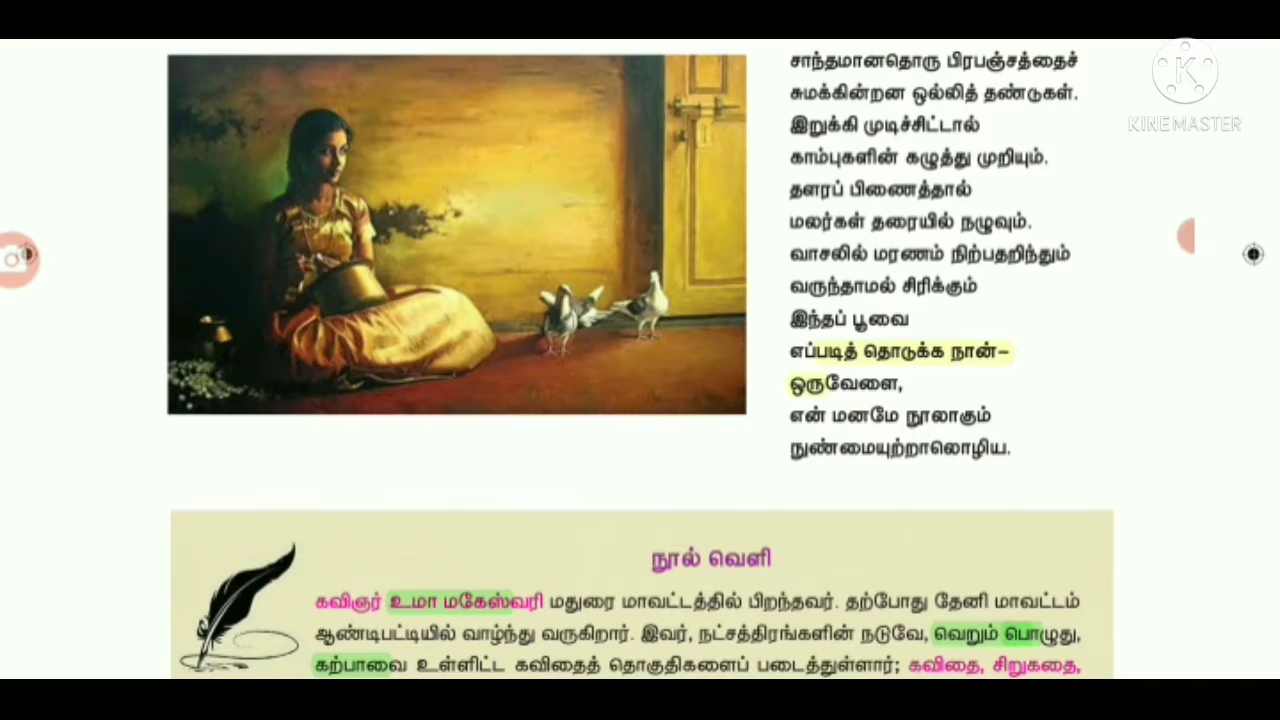 சாந்தமானதொரு பிரபஞ்சத்தைச்
சுமக்கின்றன ஒல்லித் தண்டுகள்.
இறுக்கி முடிச்சிட்டால்
காம்புகளின் கழுத்து முறியும்.
தளரப் பிணைத்தால்
மலர்கள் தரையில் நழுவும்.
வாசலில் மரணம் நிற்பதறிந்தும்
வருந்தாமல் சிரிக்கும்
இந்தப் பூவை
எப்படித் தொடுக்க நான்–
ஒருவேளை,
என் மனமே நூலாகும்
நுண்மையுற்றாலொழிய.
KINEMASTER
நூல் வெளி
கவிஞர் உமா மகேஸ்வரி மதுரை மாவட்டத்தில் பிறந்தவர். தற்போது தேனி மாவட்டம்
ஆண்டிபட்டியில் வாழ்ந்து வருகிறார். இவர், நட்சத்திரங்களின் நடுவே, வெறும் பொழுது,
கற்பாவை உள்ளிட்ட கவிதைத் தொகுதிகளைப் படைத்துள்ளார்; கவிதை, சிறுகதை,